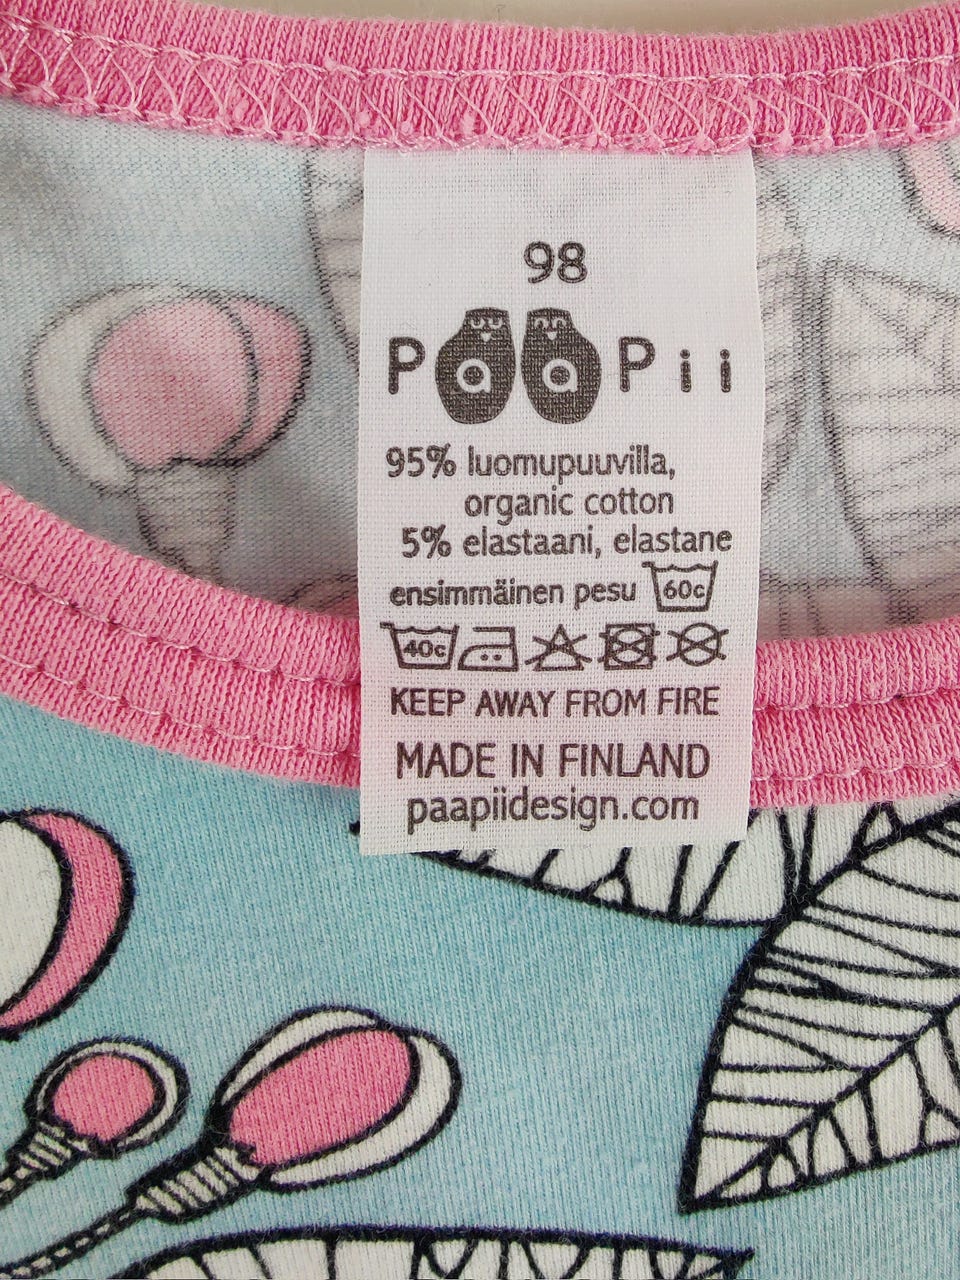 98
PaaPii
95% luomupuuvilla,
organic cotton
5% elastaani, elastane
ensimmäinen pesu 60c
40c
KEEP AWAY FROM FIRE
MADE IN FINLAND
paapiidesign.com